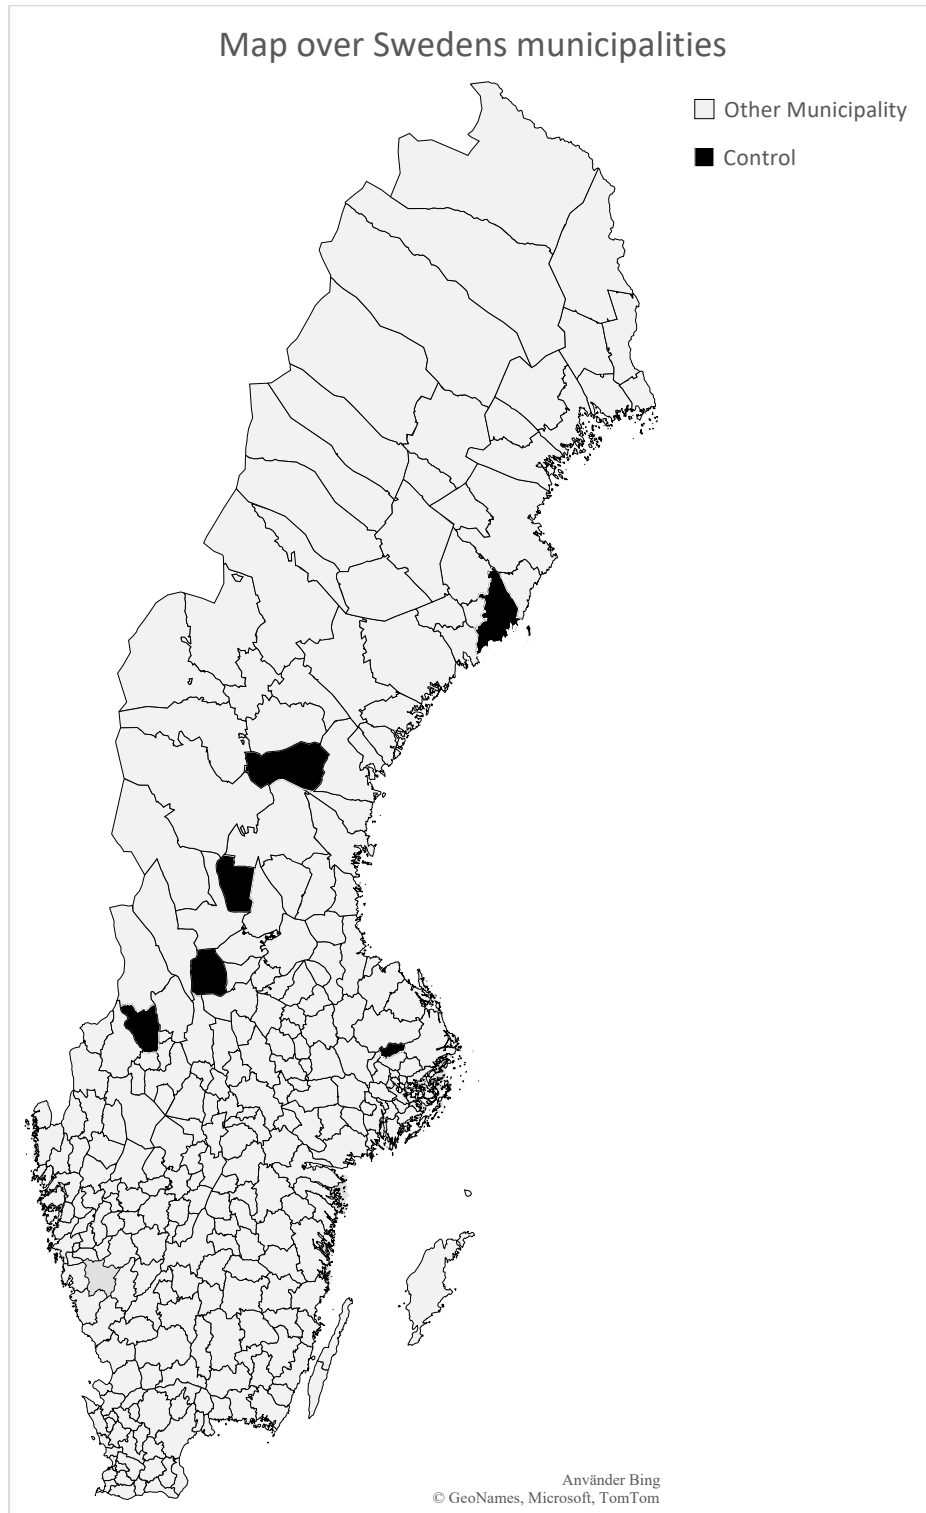 Map over Swedens municipalities
Other Municipality
Control
Använder Bing
© GeoNames, Microsoft, TomTom